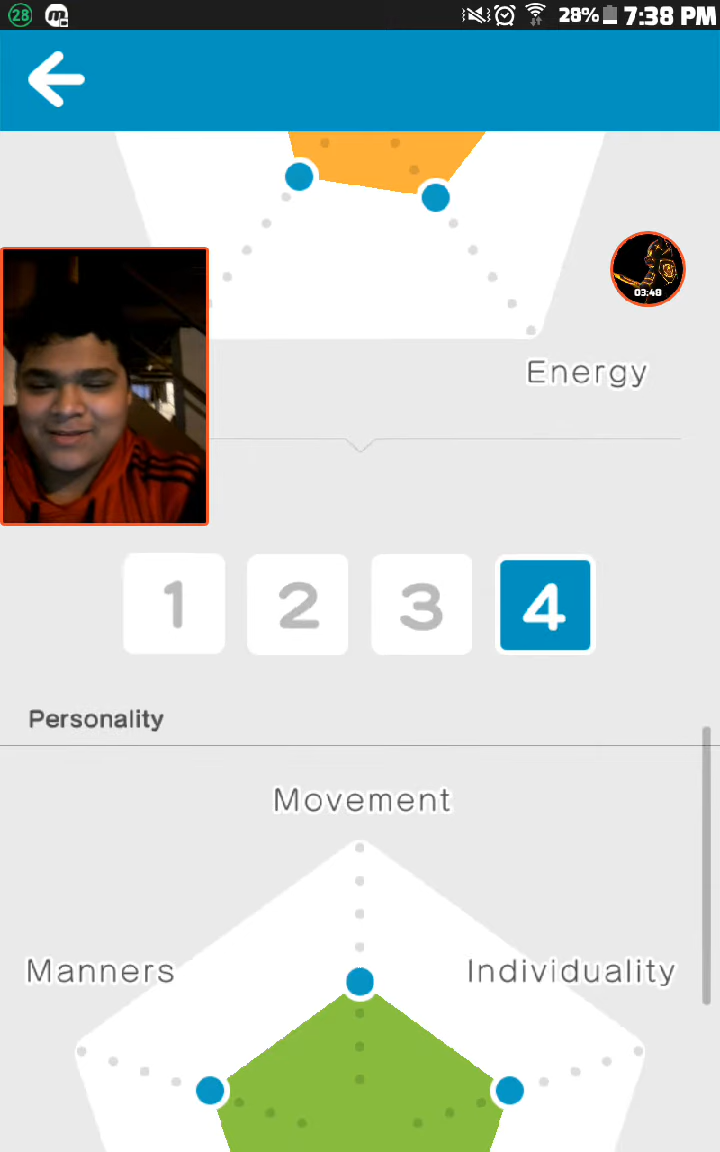 28
28% 7:38 PM
03:48
Energy
1 2 3 4
Personality
Movement
Manners
Individuality